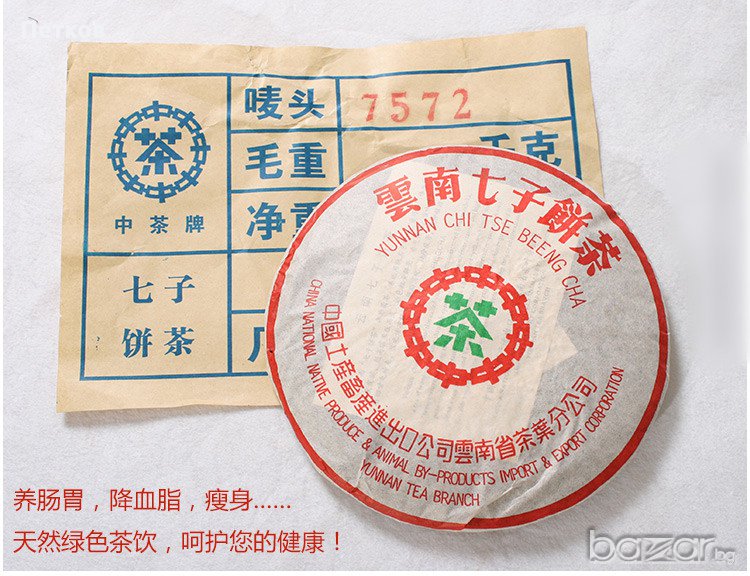 Петков
唛头 7572
毛重 千克
净重
茶
中茶牌
七子
饼茶
雲南七子餅茶
YUNNAN CHI TSE BEENG CHA
茶
中國土產畜產進出口公司雲南省茶葉分公司
CHINA NATIONAL NATIVE PRODUCE & ANIMAL BY-PRODUCTS IMPORT & EXPORT CORPORATION
YUNNAN TEA BRANCH
养肠胃，降血脂，瘦身......
天然绿色茶饮，呵护您的健康！
bazar.bg